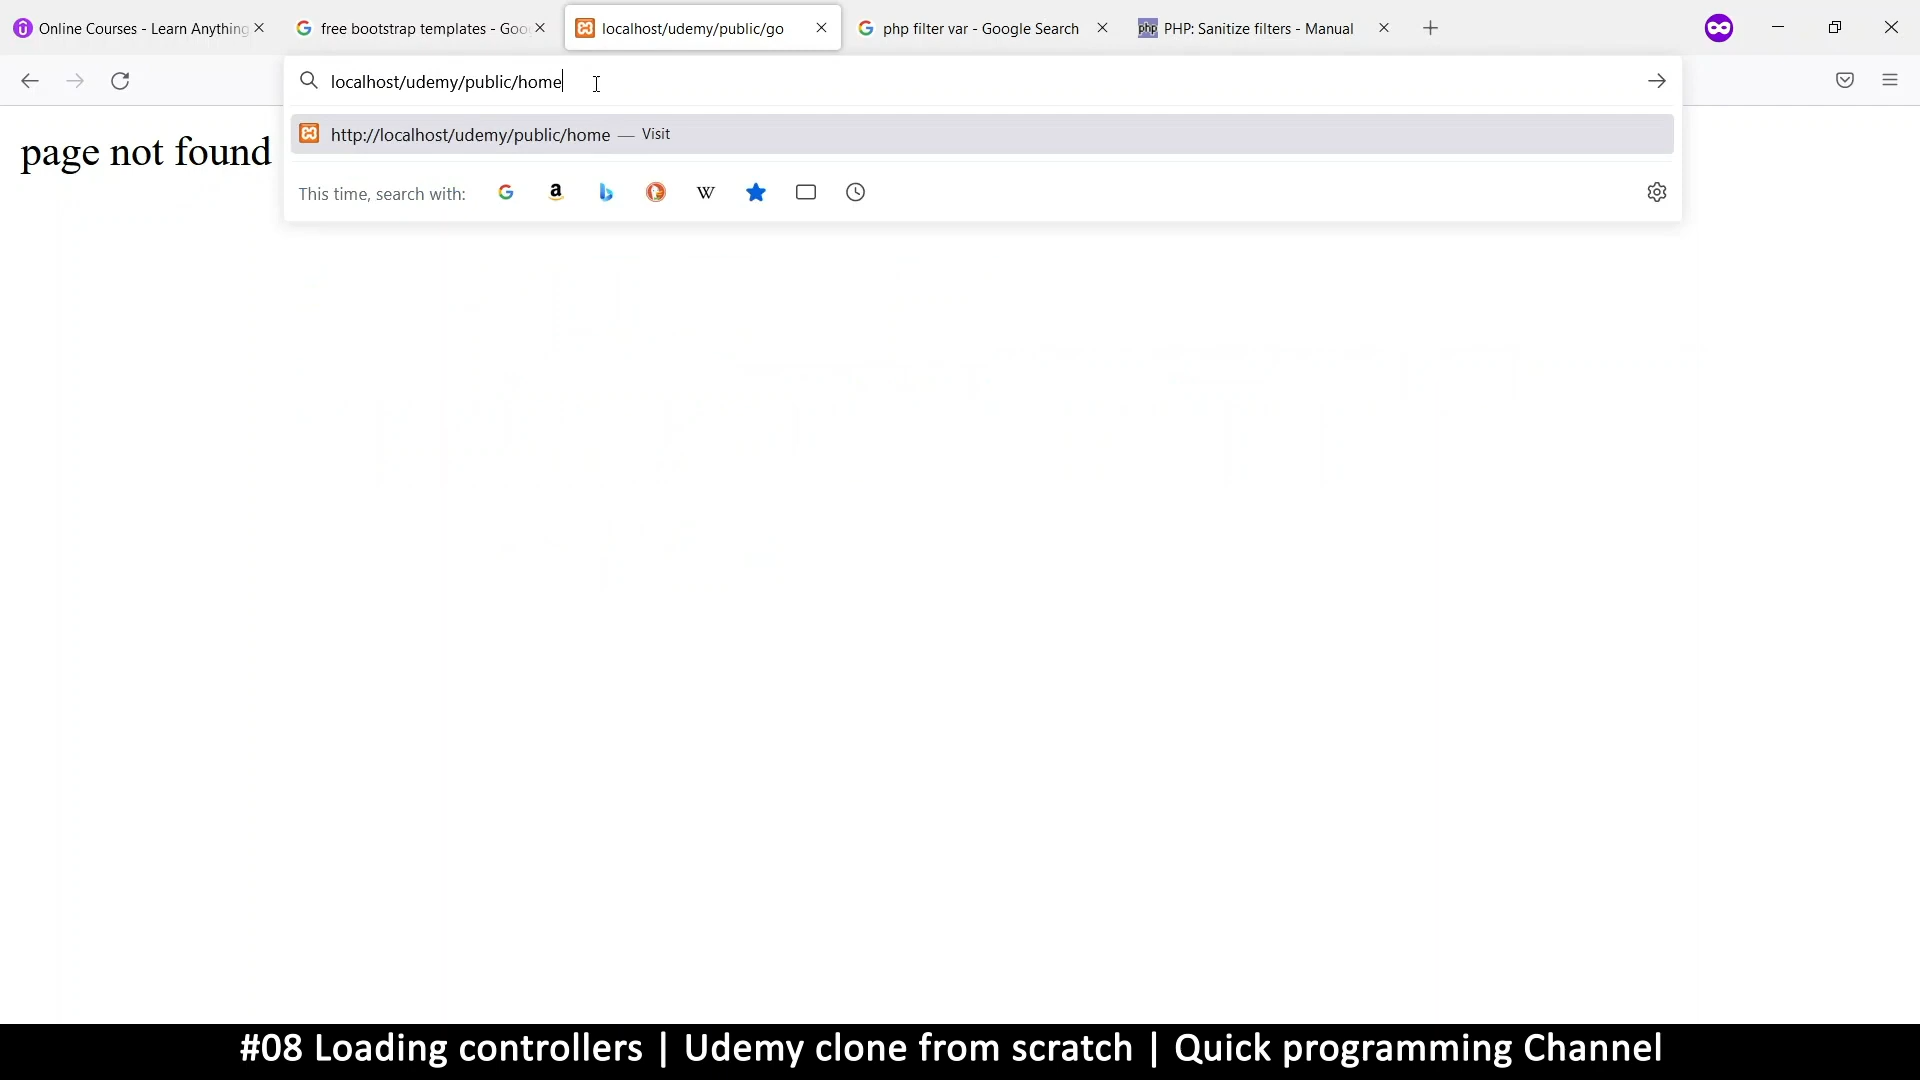 Online Courses - Learn Anything
free bootstrap templates - Goo
localhost/udemy/public/go
php filter var - Google Search
php PHP: Sanitize filters - Manual
localhost/udemy/public/home
http://localhost/udemy/public/home — Visit
page not found
This time, search with:
#08 Loading controllers | Udemy clone from scratch | Quick programming Channel